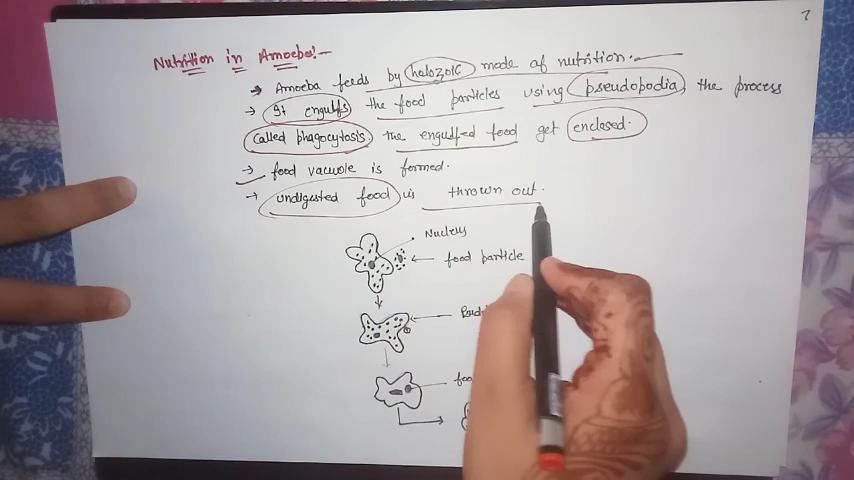 7
Nutrition in Amoeba:-
→ Amoeba feeds by holozoic mode of nutrition.
→ It engulfs the food particles using pseudopodia, the process
called phagocytosis the engulfed food get enclosed.
→ food vacuole is formed.
→ undigested food is thrown out.
Nucleus
food particle